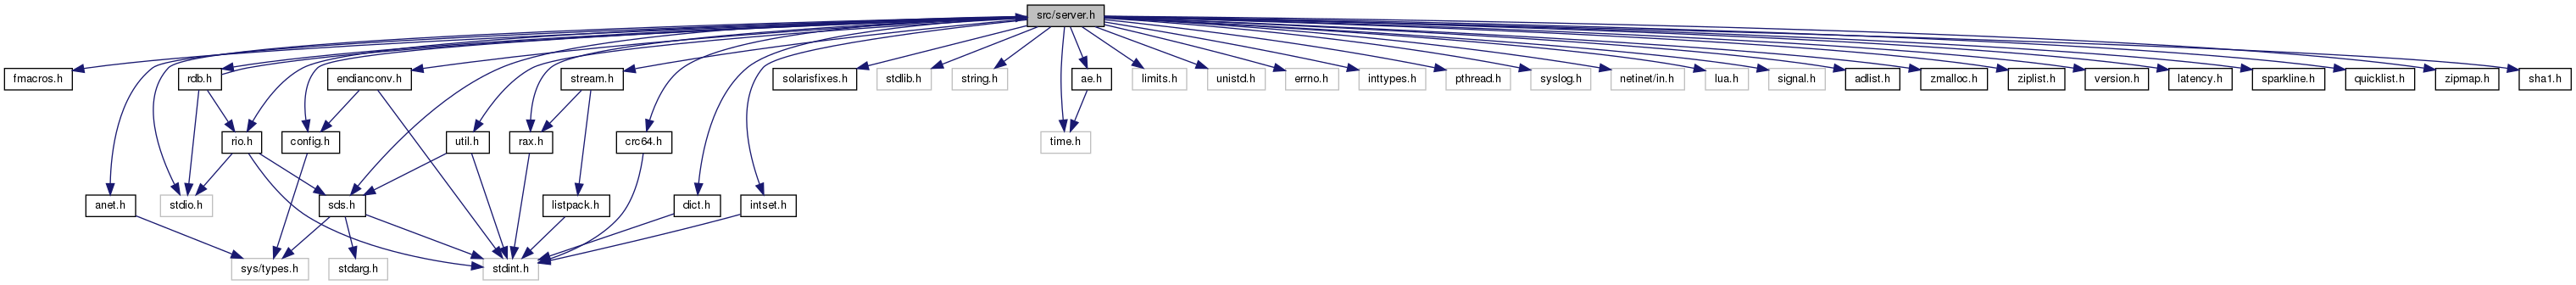 src/server.h
fmacros.h
rdb.h
endianconv.h
stream.h
solarisfixes.h
stdlib.h
string.h
ae.h
limits.h
unistd.h
errno.h
inttypes.h
pthread.h
syslog.h
netinet/in.h
lua.h
signal.h
adlist.h
zmalloc.h
ziplist.h
version.h
latency.h
sparkline.h
quicklist.h
zipmap.h
sha1.h
rio.h
config.h
util.h
rax.h
crc64.h
time.h
anet.h
stdio.h
sds.h
listpack.h
dict.h
intset.h
sys/types.h
stdarg.h
stdint.h